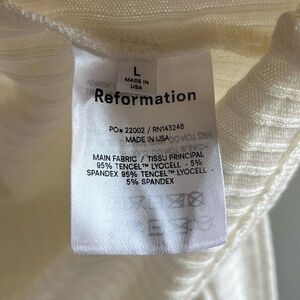 L
MADE IN
USA
Reformation
PO# 22002 / RN143246
MADE IN USA
MAIN FABRIC / TISSU PRINCIPAL
95% TENCEL™ LYOCELL - 5%
SPANDEX 95% TENCEL™ LYOCELL -
5% SPANDEX